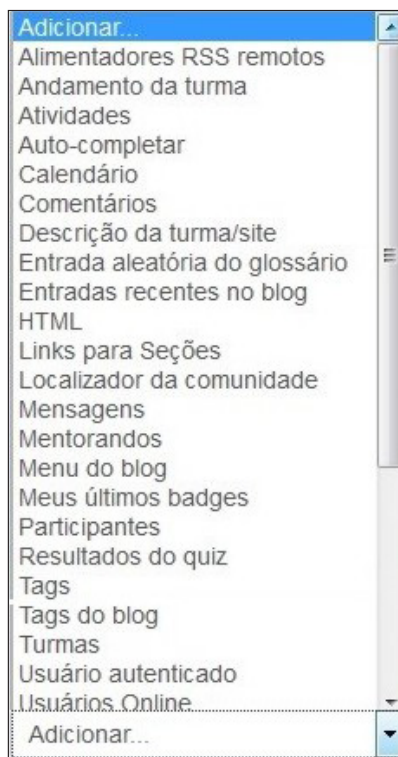 Adicionar...
Alimentadores RSS remotos
Andamento da turma
Atividades
Auto-completar
Calendário
Comentários
Descrição da turma/site
Entrada aleatória do glossário
Entradas recentes no blog
HTML
Links para Seções
Localizador da comunidade
Mensagens
Mentorandos
Menu do blog
Meus últimos badges
Participantes
Resultados do quiz
Tags
Tags do blog
Turmas
Usuário autenticado
Usuários Online
Adicionar...